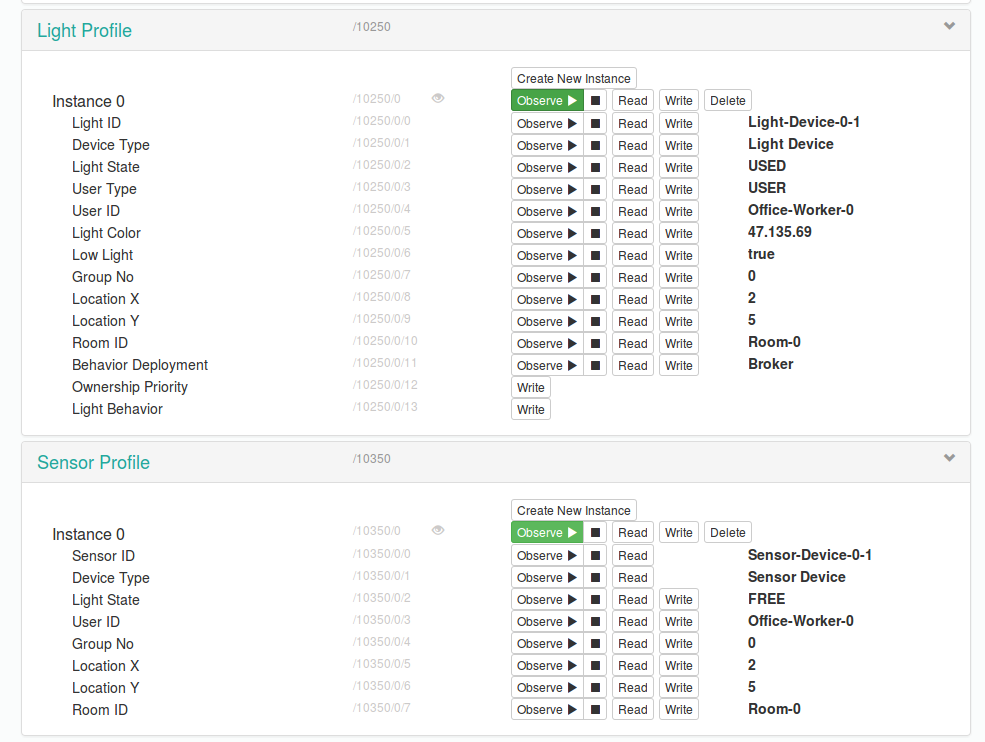 Light Profile /10250
Create New Instance
Instance 0 /10250/0 Observe Read Write Delete
Light ID /10250/0/0 Observe Read Write Light-Device-0-1
Device Type /10250/0/1 Observe Read Write Light Device
Light State /10250/0/2 Observe Read Write USED
User Type /10250/0/3 Observe Read Write USER
User ID /10250/0/4 Observe Read Write Office-Worker-0
Light Color /10250/0/5 Observe Read Write 47.135.69
Low Light /10250/0/6 Observe Read Write true
Group No /10250/0/7 Observe Read Write 0
Location X /10250/0/8 Observe Read Write 2
Location Y /10250/0/9 Observe Read Write 5
Room ID /10250/0/10 Observe Read Write Room-0
Behavior Deployment /10250/0/11 Observe Read Write Broker
Ownership Priority /10250/0/12 Write
Light Behavior /10250/0/13 Write
Sensor Profile /10350
Create New Instance
Instance 0 /10350/0 Observe Read Write Delete
Sensor ID /10350/0/0 Observe Read Sensor-Device-0-1
Device Type /10350/0/1 Observe Read Sensor Device
Light State /10350/0/2 Observe Read Write FREE
User ID /10350/0/3 Observe Read Write Office-Worker-0
Group No /10350/0/4 Observe Read Write 0
Location X /10350/0/5 Observe Read Write 2
Location Y /10350/0/6 Observe Read Write 5
Room ID /10350/0/7 Observe Read Write Room-0